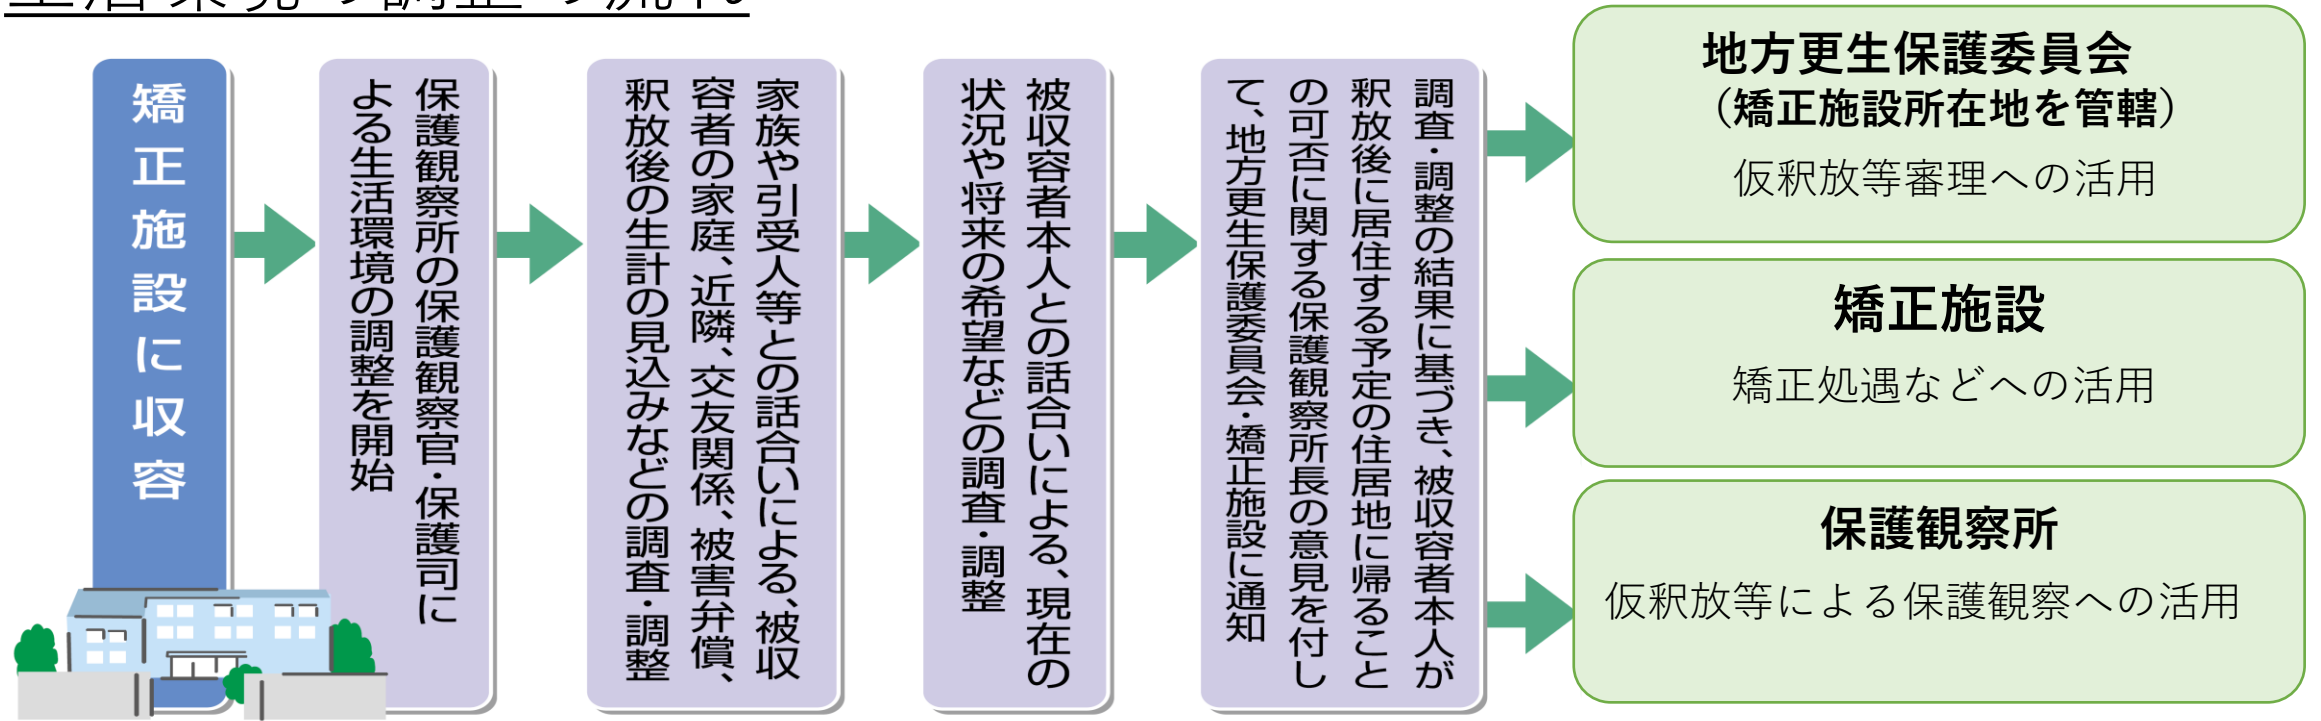 生活環境の調整の流れ
矯正施設に収容
保護観察所の保護観察官・保護司に
よる生活環境の調整を開始
家族や引受人等との話合いによる、被収
容者の家庭、近隣、交友関係、被害弁償、
釈放後の生計の見込みなどの調査・調整
被収容者本人との話合いによる、現在の
状況や将来の希望などの調査・調整
調査・調整の結果に基づき、被収容者本人が
釈放後に居住する予定の住居地に帰ること
の可否に関する保護観察所長の意見を付し
て、地方更生保護委員会・矯正施設に通知
地方更生保護委員会
（矯正施設所在地を管轄）
仮釈放等審理への活用
矯正施設
矯正処遇などへの活用
保護観察所
仮釈放等による保護観察への活用